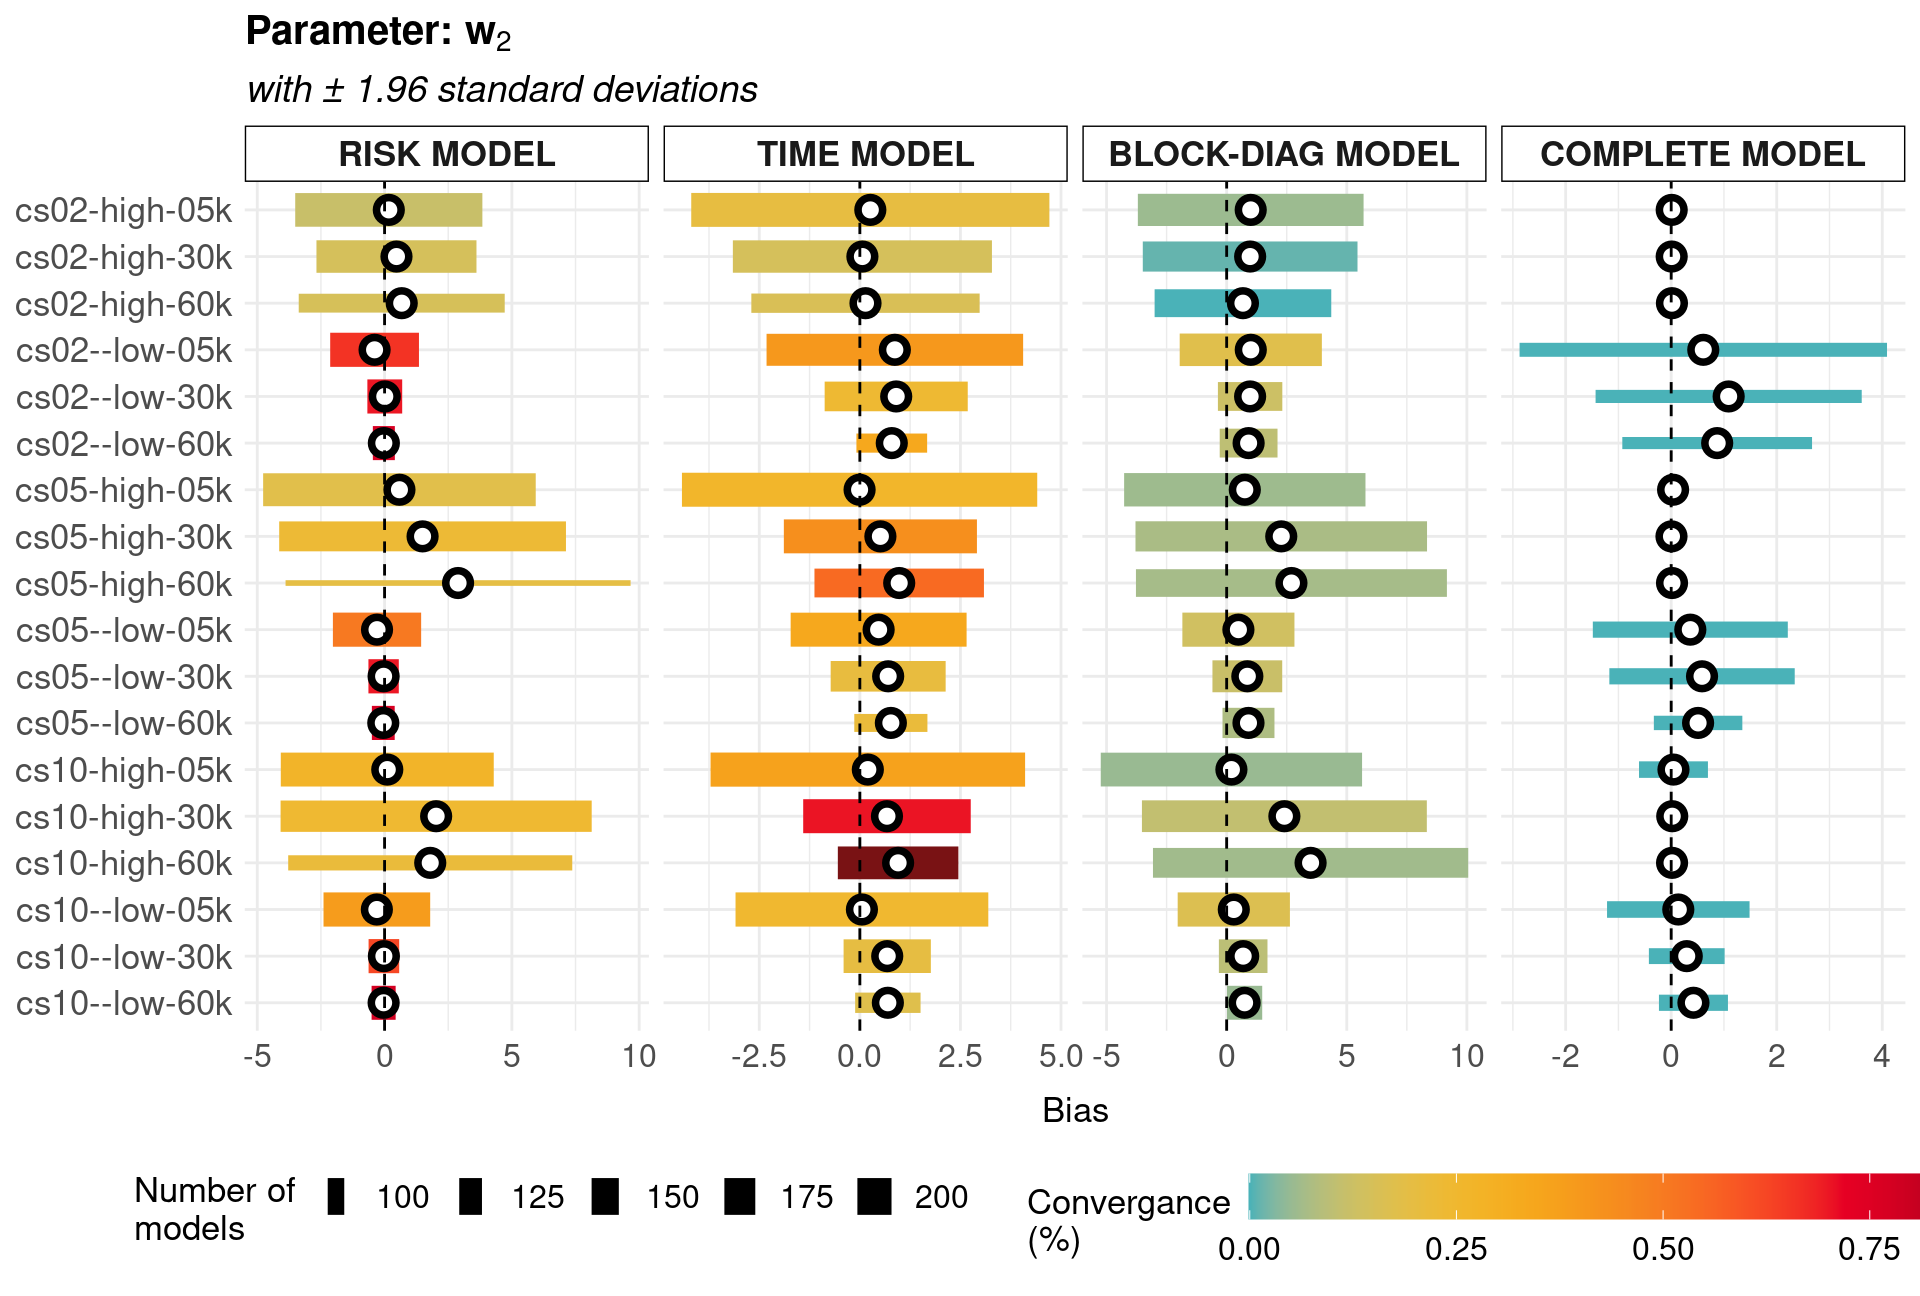 Parameter: w₂
with ± 1.96 standard deviations
RISK MODEL TIME MODEL BLOCK-DIAG MODEL COMPLETE MODEL
cs02-high-05k
cs02-high-30k
cs02-high-60k
cs02--low-05k
cs02--low-30k
cs02--low-60k
cs05-high-05k
cs05-high-30k
cs05-high-60k
cs05--low-05k
cs05--low-30k
cs05--low-60k
cs10-high-05k
cs10-high-30k
cs10-high-60k
cs10--low-05k
cs10--low-30k
cs10--low-60k
-5 0 5 10 -2.5 0.0 2.5 5.0 -5 0 5 10 -2 0 2 4
Bias
Number of
models
100 125 150 175 200
Convergance
(%)
0.00 0.25 0.50 0.75